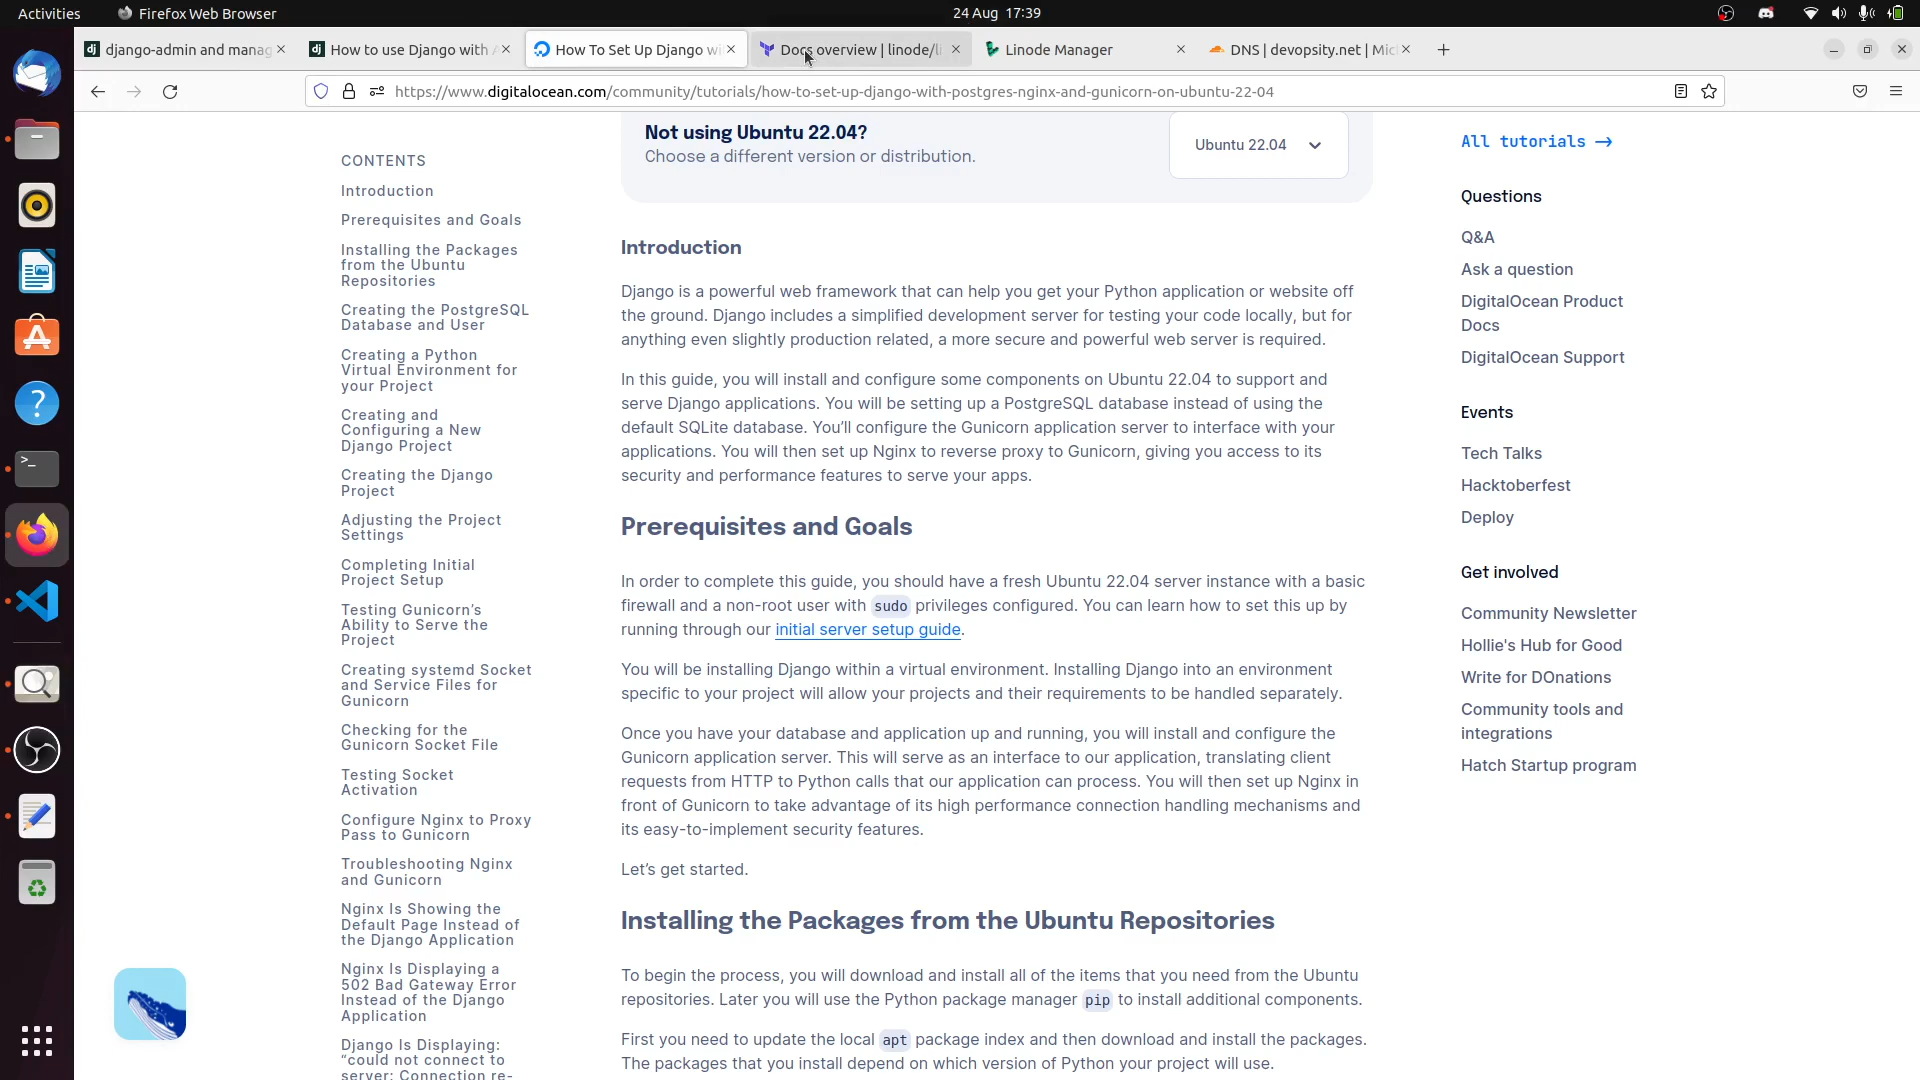 Activities
Firefox Web Browser
24 Aug 17:39
django-admin and manag
How to use Django with A
How To Set Up Django wi
Docs overview | linode/li
Linode Manager
DNS | devopsity.net | Mic
https://www.digitalocean.com/community/tutorials/how-to-set-up-django-with-postgres-nginx-and-gunicorn-on-ubuntu-22-04
CONTENTS
Introduction
Prerequisites and Goals
Installing the Packages
from the Ubuntu
Repositories
Creating the PostgreSQL
Database and User
Creating a Python
Virtual Environment for
your Project
Creating and
Configuring a New
Django Project
Creating the Django
Project
Adjusting the Project
Settings
Completing Initial
Project Setup
Testing Gunicorn’s
Ability to Serve the
Project
Creating systemd Socket
and Service Files for
Gunicorn
Checking for the
Gunicorn Socket File
Testing Socket
Activation
Configure Nginx to Proxy
Pass to Gunicorn
Troubleshooting Nginx
and Gunicorn
Nginx Is Showing the
Default Page Instead of
the Django Application
Nginx Is Displaying a
502 Bad Gateway Error
Instead of the Django
Application
Django Is Displaying:
“could not connect to
server: Connection re-
Not using Ubuntu 22.04?
Choose a different version or distribution.
Ubuntu 22.04
Introduction
Django is a powerful web framework that can help you get your Python application or website off
the ground. Django includes a simplified development server for testing your code locally, but for
anything even slightly production related, a more secure and powerful web server is required.
In this guide, you will install and configure some components on Ubuntu 22.04 to support and
serve Django applications. You will be setting up a PostgreSQL database instead of using the
default SQLite database. You’ll configure the Gunicorn application server to interface with your
applications. You will then set up Nginx to reverse proxy to Gunicorn, giving you access to its
security and performance features to serve your apps.
Prerequisites and Goals
In order to complete this guide, you should have a fresh Ubuntu 22.04 server instance with a basic
firewall and a non-root user with sudo privileges configured. You can learn how to set this up by
running through our initial server setup guide.
You will be installing Django within a virtual environment. Installing Django into an environment
specific to your project will allow your projects and their requirements to be handled separately.
Once you have your database and application up and running, you will install and configure the
Gunicorn application server. This will serve as an interface to our application, translating client
requests from HTTP to Python calls that our application can process. You will then set up Nginx in
front of Gunicorn to take advantage of its high performance connection handling mechanisms and
its easy-to-implement security features.
Let’s get started.
Installing the Packages from the Ubuntu Repositories
To begin the process, you will download and install all of the items that you need from the Ubuntu
repositories. Later you will use the Python package manager pip to install additional components.
First you need to update the local apt package index and then download and install the packages.
The packages that you install depend on which version of Python your project will use.
All tutorials →
Questions
Q&A
Ask a question
DigitalOcean Product
Docs
DigitalOcean Support
Events
Tech Talks
Hacktoberfest
Deploy
Get involved
Community Newsletter
Hollie's Hub for Good
Write for DOnations
Community tools and
integrations
Hatch Startup program